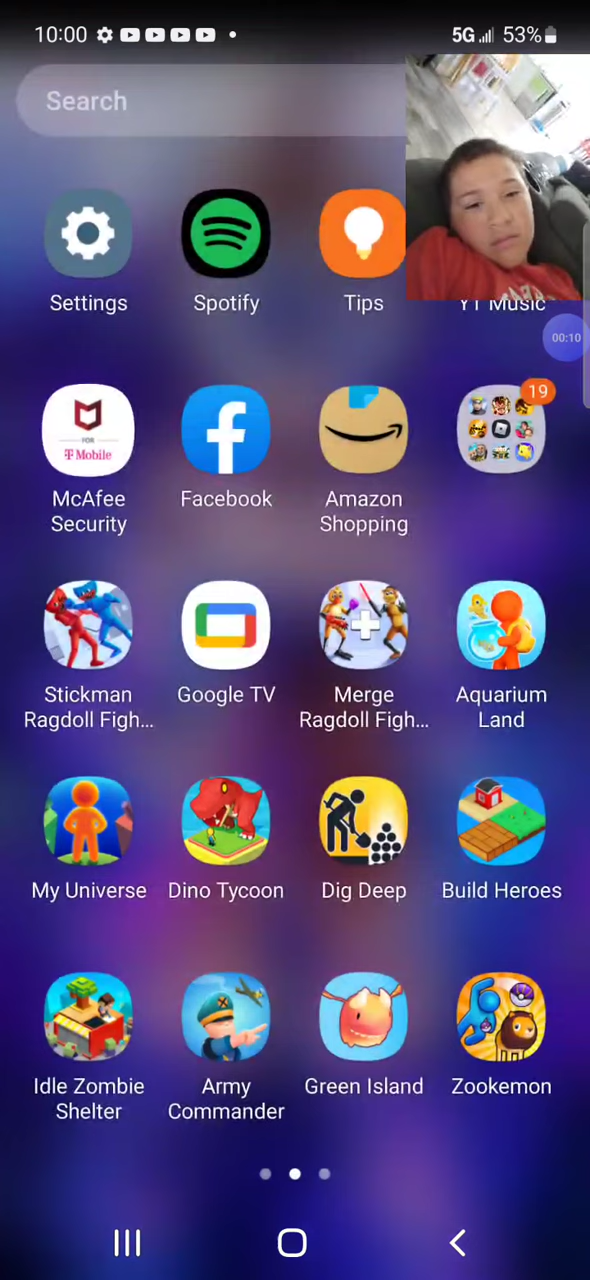 10:00
5G 53%
Search
00:10
Settings Spotify Tips YT Music
19
FOR
T Mobile
McAfee Facebook Amazon
Security Shopping
Stickman Google TV Merge Aquarium
Ragdoll Figh... Ragdoll Figh... Land
My Universe Dino Tycoon Dig Deep Build Heroes
Idle Zombie Army Green Island Zookemon
Shelter Commander